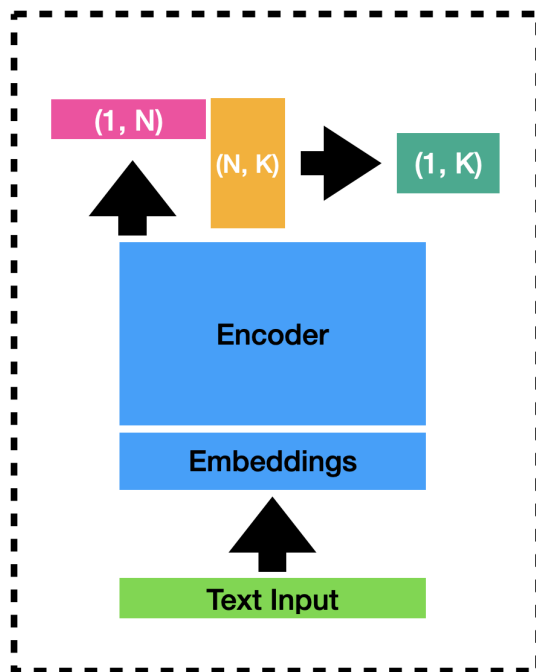 (1, N)
(N, K)
(1, K)
Encoder
Embeddings
Text Input